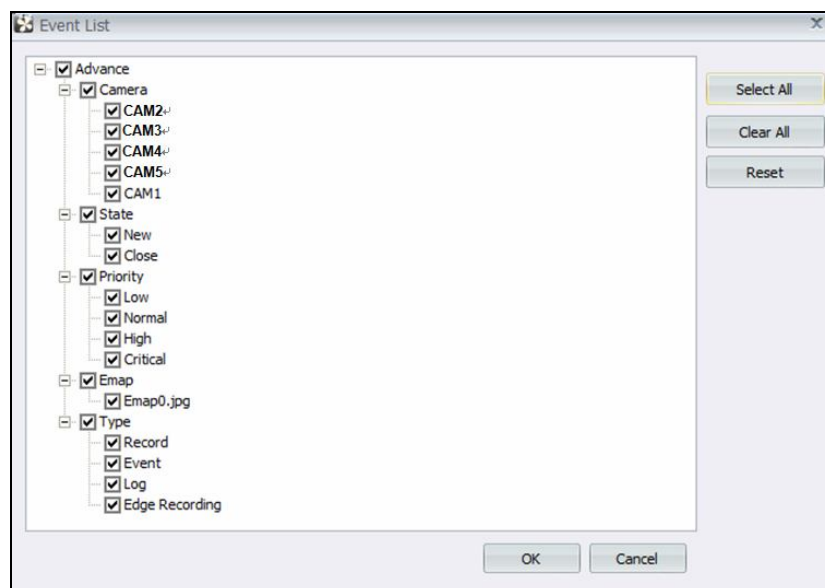 Event List
Advance
Camera
CAM2
CAM3
CAM4
CAM5
CAM1
State
New
Close
Priority
Low
Normal
High
Critical
Emap
Emap0.jpg
Type
Record
Event
Log
Edge Recording
Select All
Clear All
Reset
OK
Cancel